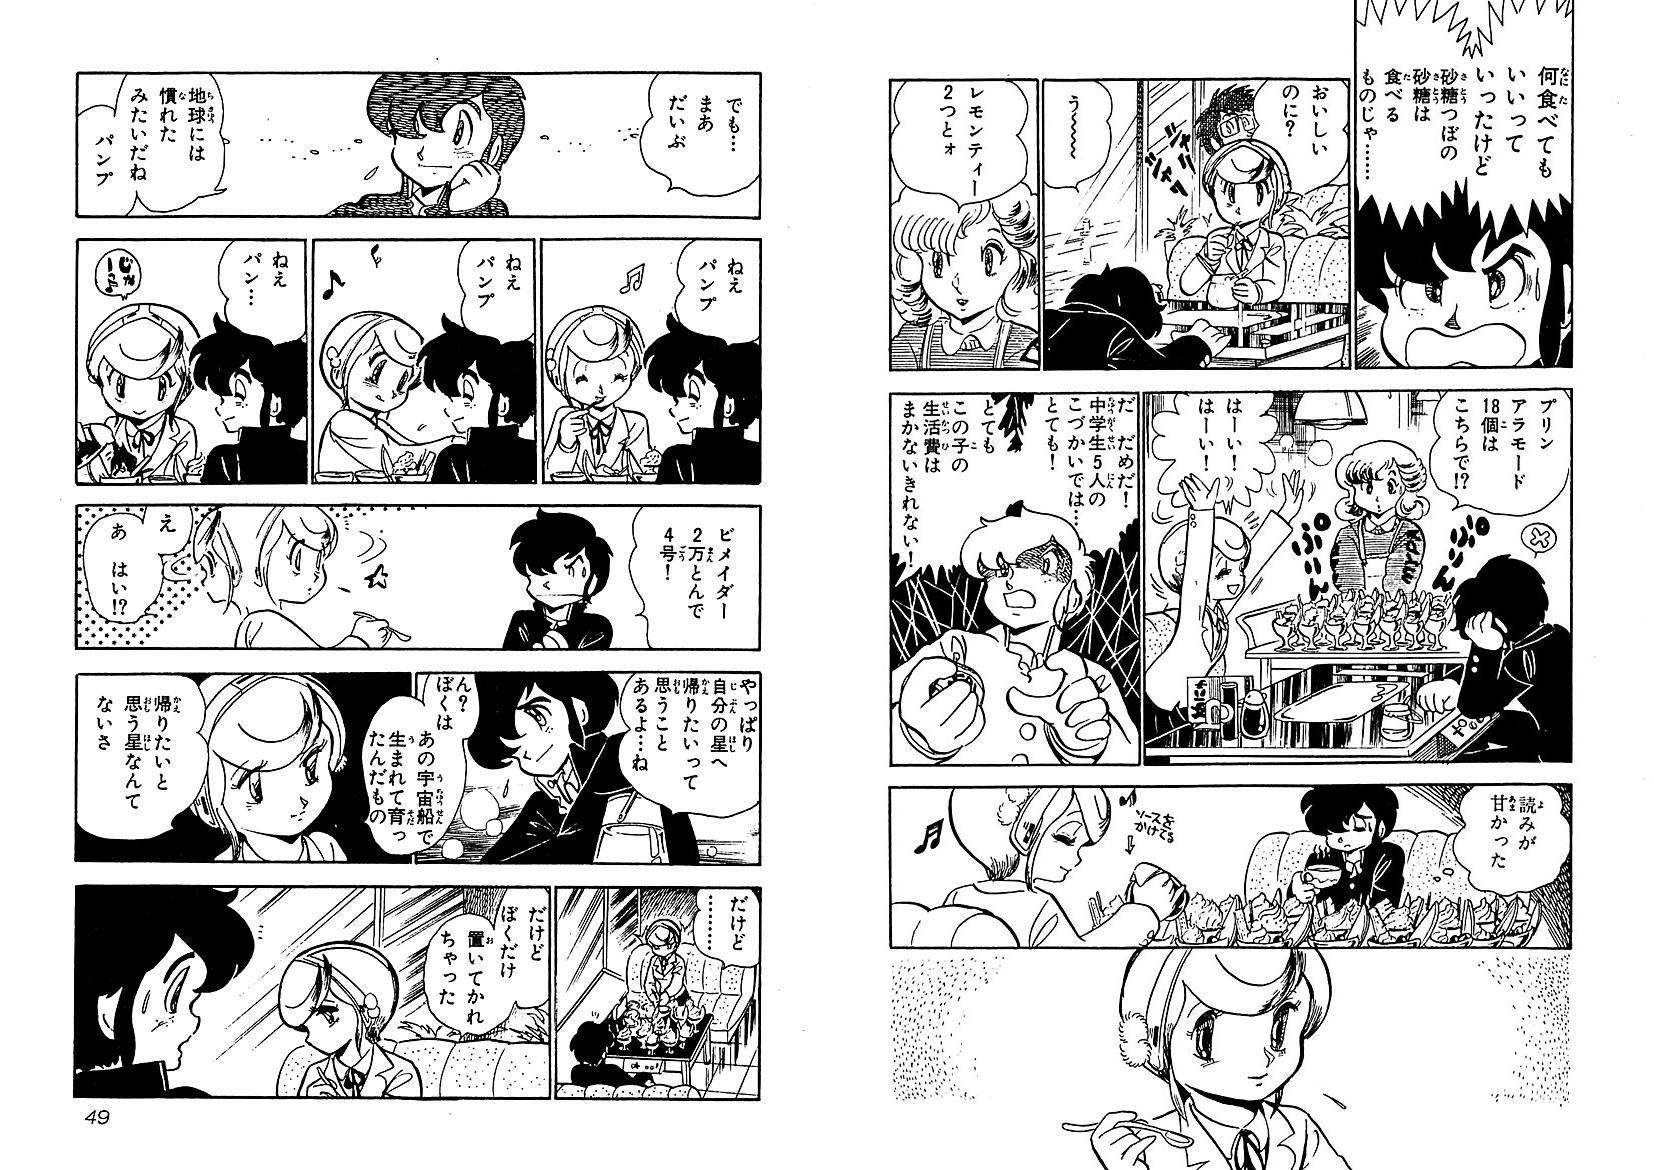 何食べても
いいって
いったけど
砂糖つぼの
砂糖は
食べる
ものじゃ……
おいしい
のに？
ジャリ
ジャリ
う〜〜〜
レモンティー
2つとォ
プリン
アラモード
18個は
こちらで!?
ぷりん
ぷりん
はーい！
はーい！
だ だめだ！
中学生5人の
こづかいでは…
とても！
とても
この子の
生活費は
まかないきれない！
読みが
甘かった
ソースを
かけてる
でも…
まあ
だいぶ
地球には
慣れた
みたいだね
パンプ
ねえ
パンプ
ねえ
パンプ
ねえ
パン…
ビメイダー
2万とんで
4号！
え
あ はい!?
やっぱり
自分の星へ
帰りたいって
思うこと
あるよ…ね
ん？
ぼくは
あの宇宙船で
生まれて育っ
たんだもの
帰りたいと
思う星なんて
ないさ
だけど
………
だけど
ぼくだけ
置いてかれ
ちゃった
49